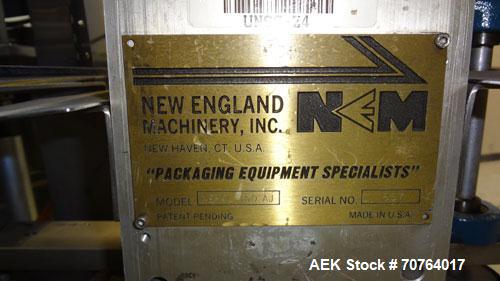 NEW ENGLAND
MACHINERY, INC.
NEM
NEW HAVEN, CT. U.S.A.
"PACKAGING EQUIPMENT SPECIALISTS"
MODEL SERIAL NO.
PATENT PENDING MADE IN U.S.A.
AEK Stock # 70764017